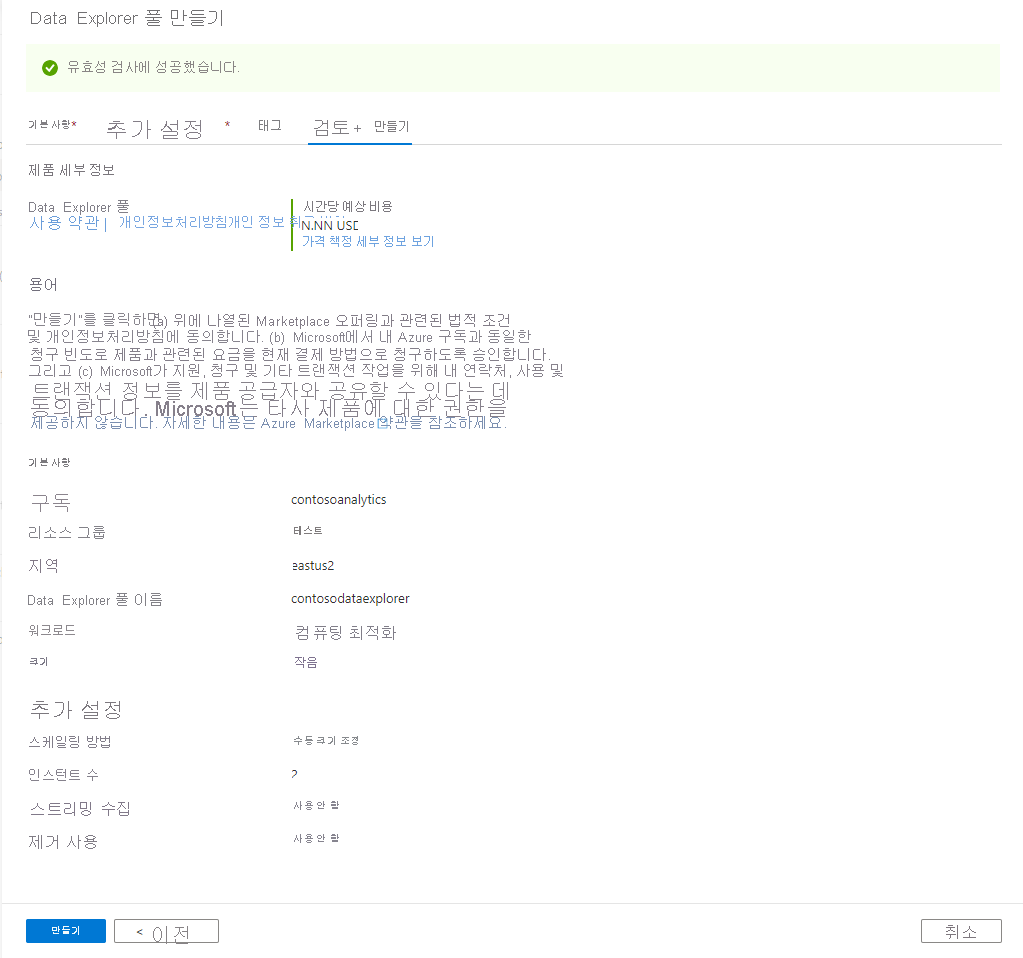 Data Explorer 풀 만들기
유효성 검사에 성공했습니다.
기본 사항* 추가 설정 * 태그 검토 + 만들기
제품 세부 정보
Data Explorer 풀
사용 약관 | 개인정보처리방침개인 정보
시간당 예상 비용
N.NN USD
가격 책정 세부 정보 보기
용어
"만들기"를 클릭하면 (a) 위에 나열된 Marketplace 오퍼링과 관련된 법적 조건
및 개인정보처리방침에 동의합니다. (b) Microsoft에서 내 Azure 구독과 동일한
청구 빈도로 제품과 관련된 요금을 현재 결제 방법으로 청구하도록 승인합니다.
그리고 (c) Microsoft가 지원, 청구 및 기타 트랜잭션 작업을 위해 내 연락처, 사용 및
트랜잭션 정보를 제품 공급자와 공유할 수 있다는 데
동의합니다. Microsoft는 타사 제품에 대한 권한을
제공하지 않습니다. 자세한 내용은 Azure Marketplace 약관을 참조하세요.
기본 사항
구독 contosoanalytics
리소스 그룹 테스트
지역 eastus2
Data Explorer 풀 이름 contosodataexplorer
워크로드 컴퓨팅 최적화
크기 작음
추가 설정
스케일링 방법 수동 크기 조정
인스턴트 수 2
스트리밍 수집 사용 안 함
제거 사용 사용 안 함
만들기 < 이전 취소